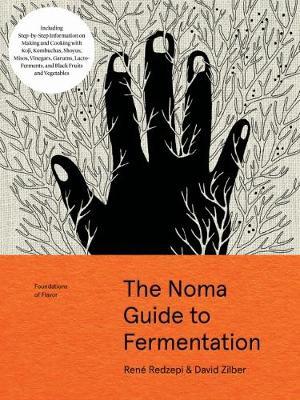 Including
Step-by-Step Information on
Making and Cooking with
Koji, Kombuchas, Shoyus,
Misos, Vinegars, Garums, Lacto-
Ferments, and Black Fruits
and Vegetables
Foundations
of Flavor
The Noma
Guide to
Fermentation
René Redzepi & David Zilber